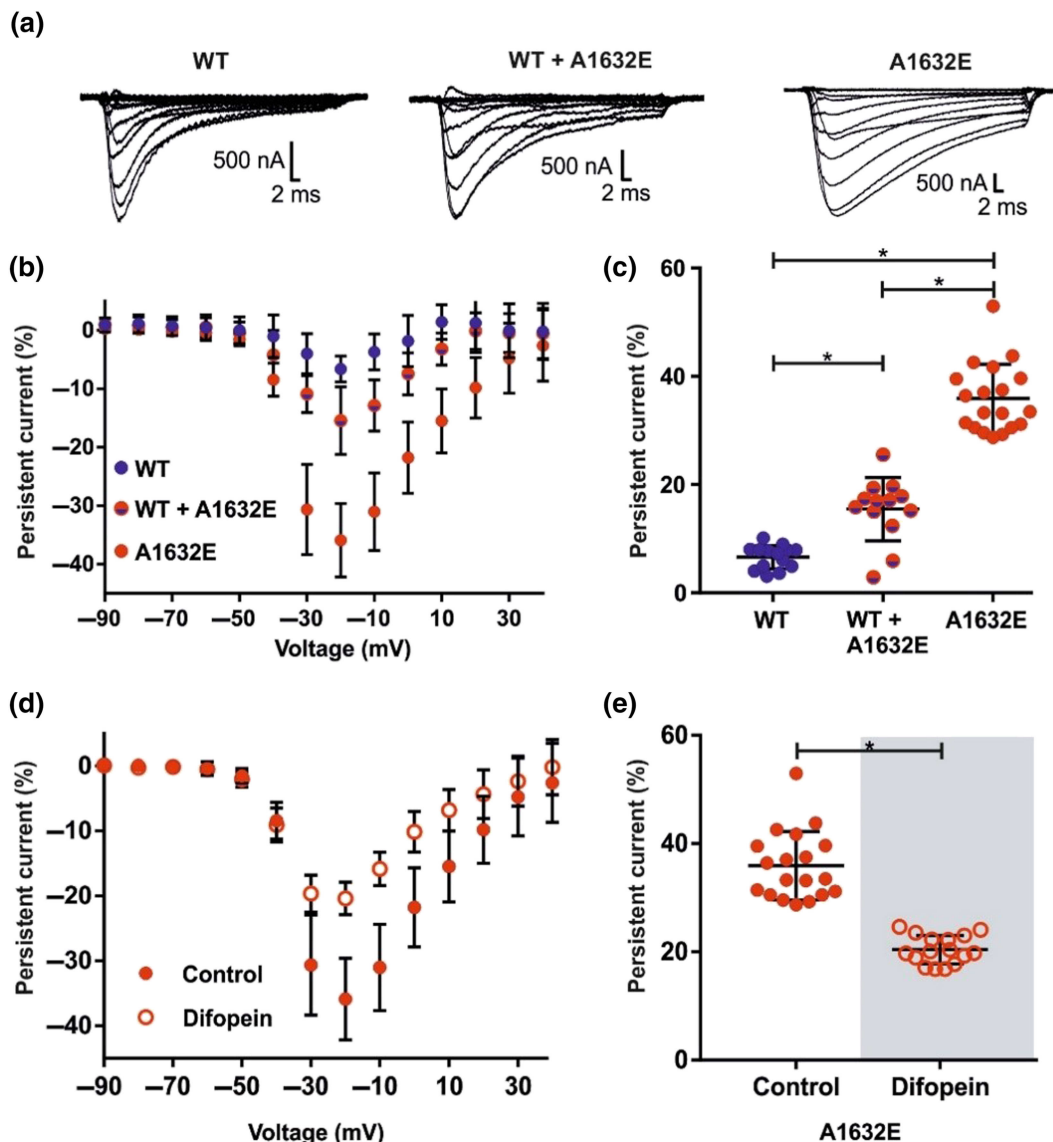 (a)
WT
WT + A1632E
A1632E
500 nA
2 ms
500 nA
2 ms
500 nA
2 ms
(b)
Persistent current (%)
0
–10
–20
–30
–40
WT
WT + A1632E
A1632E
–90
–70
–50
–30
–10
10
30
Voltage (mV)
(c)
Persistent current (%)
60
40
20
0
*
*
*
WT
WT +
A1632E
A1632E
(d)
Persistent current (%)
0
–10
–20
–30
–40
Control
Difopein
–90
–70
–50
–30
–10
10
30
Voltage (mV)
(e)
Persistent current (%)
60
40
20
0
*
Control
Difopein
A1632E